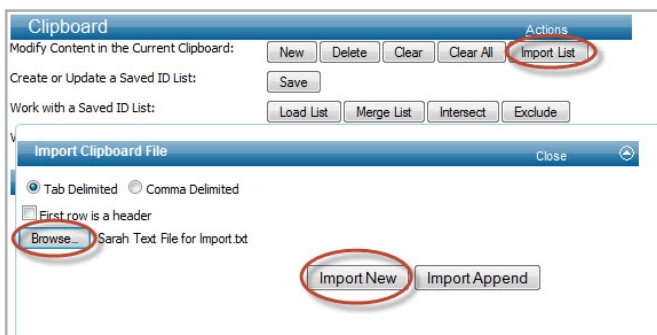 Clipboard Actions
Modify Content in the Current Clipboard: New Delete Clear Clear All Import List
Create or Update a Saved ID List: Save
Work with a Saved ID List: Load List Merge List Intersect Exclude
Import Clipboard File Close
Tab Delimited Comma Delimited
First row is a header
Browse... Sarah Text File for Import.txt
Import New Import Append